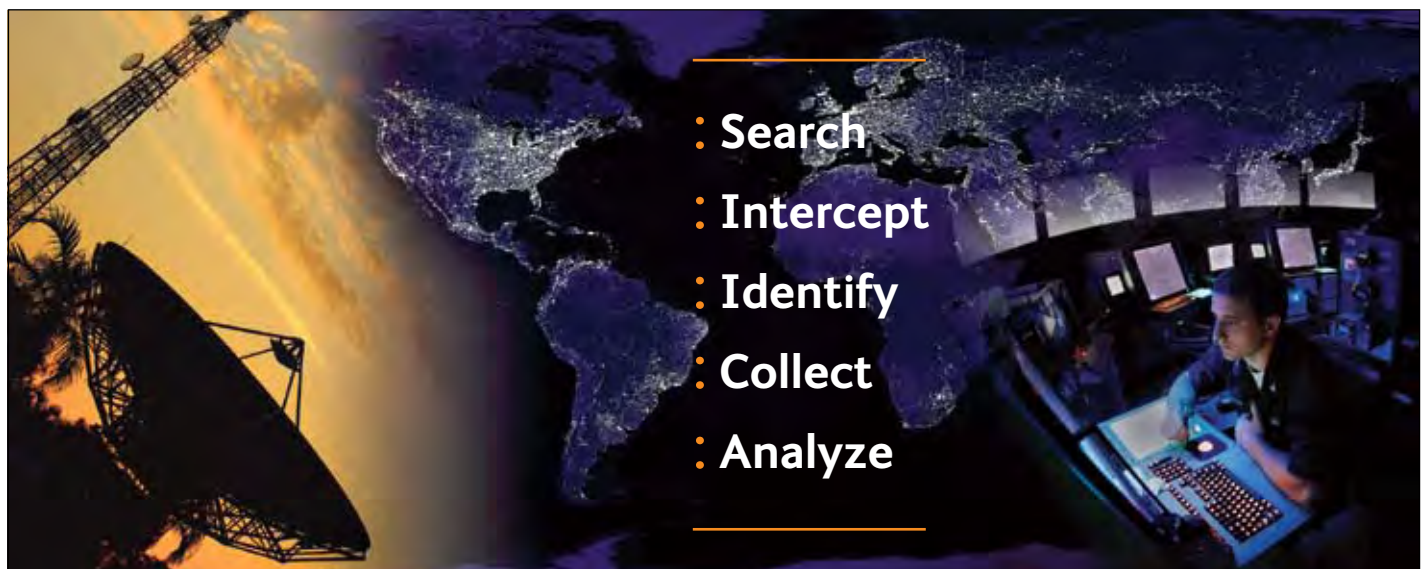 : Search
: Intercept
: Identify
: Collect
: Analyze